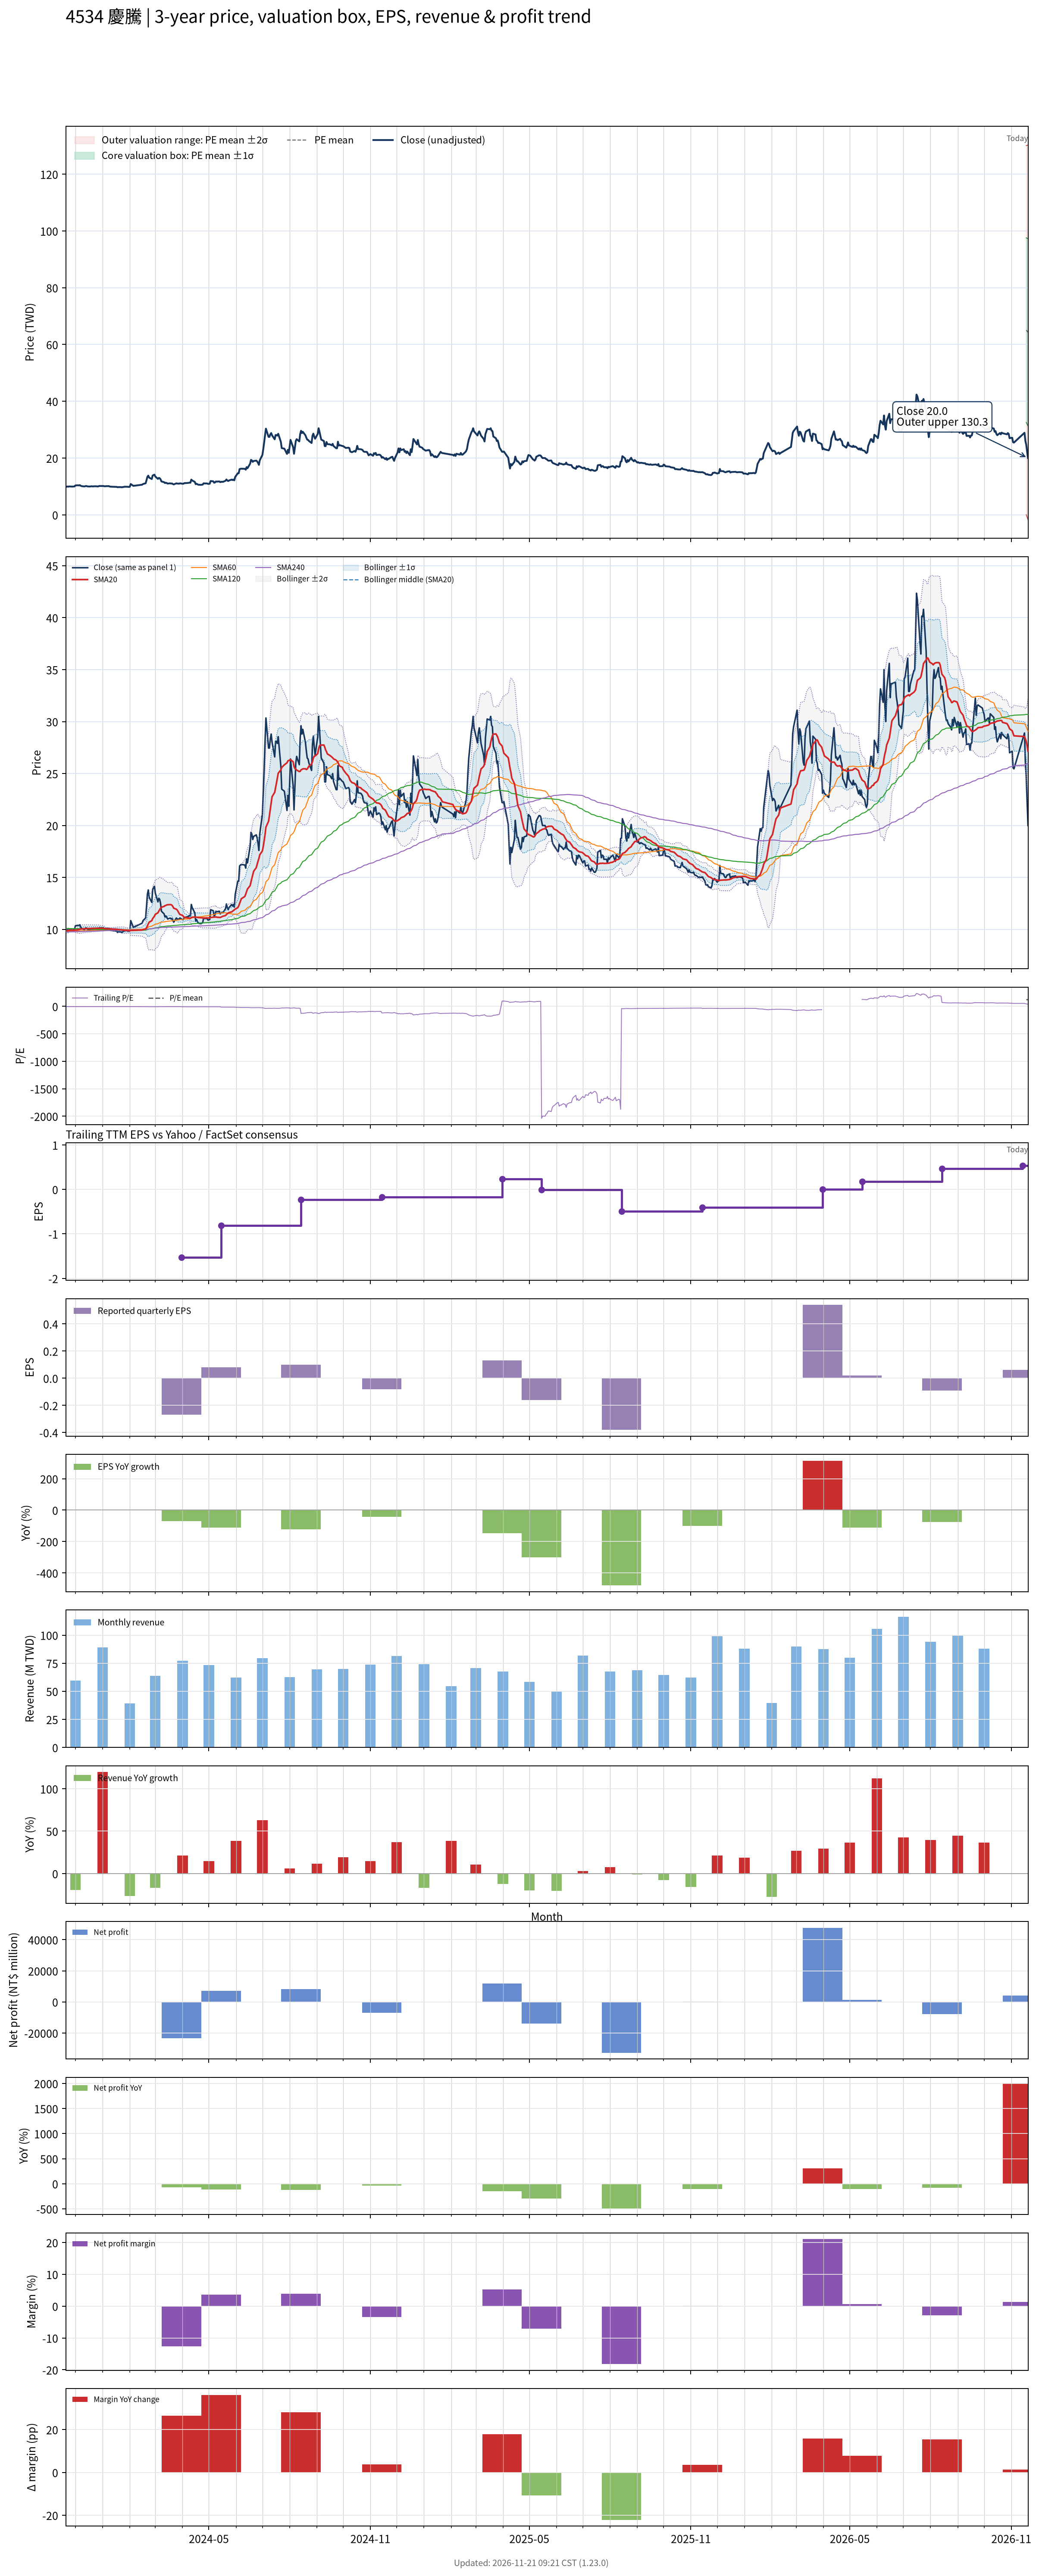 4534 慶騰 | 3-year price, valuation box, EPS, revenue & profit trend
Outer valuation range: PE mean ±2σ
PE mean
Close (unadjusted)
Core valuation box: PE mean ±1σ
Today
120
100
80
60
40
20
0
Price (TWD)
Close 20.0
Outer upper 130.3
Close (same as panel 1)
SMA60
SMA240
Bollinger ±1σ
SMA20
SMA120
Bollinger ±2σ
Bollinger middle (SMA20)
45
40
35
30
25
20
15
10
Price
Trailing P/E
P/E mean
0
-500
-1000
-1500
-2000
P/E
Trailing TTM EPS vs Yahoo / FactSet consensus
Today
1
0
-1
-2
EPS
Reported quarterly EPS
0.4
0.2
0.0
-0.2
-0.4
EPS
EPS YoY growth
200
0
-200
-400
YoY (%)
Monthly revenue
100
75
50
25
0
Revenue (M TWD)
Revenue YoY growth
100
50
0
YoY (%)
Month
Net profit
40000
20000
0
-20000
Net profit (NT$ million)
Net profit YoY
2000
1500
1000
500
0
-500
YoY (%)
Net profit margin
20
10
0
-10
-20
Margin (%)
Margin YoY change
20
0
-20
Δ margin (pp)
2024-05
2024-11
2025-05
2025-11
2026-05
2026-11
Updated: 2026-11-21 09:21 CST (1.23.0)